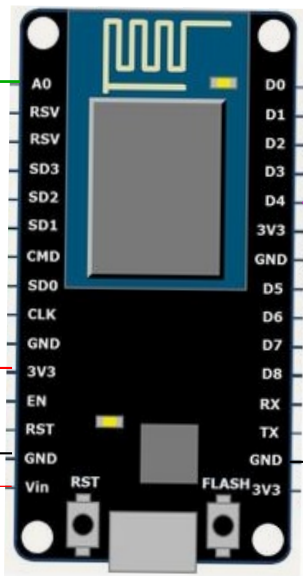 A0 D0
RSV D1
RSV D2
SD3 D3
SD2 D4
SD1 3V3
CMD GND
SD0 D5
CLK D6
GND D7
3V3 D8
EN RX
RST TX
GND GND
Vin RST FLASH 3V3